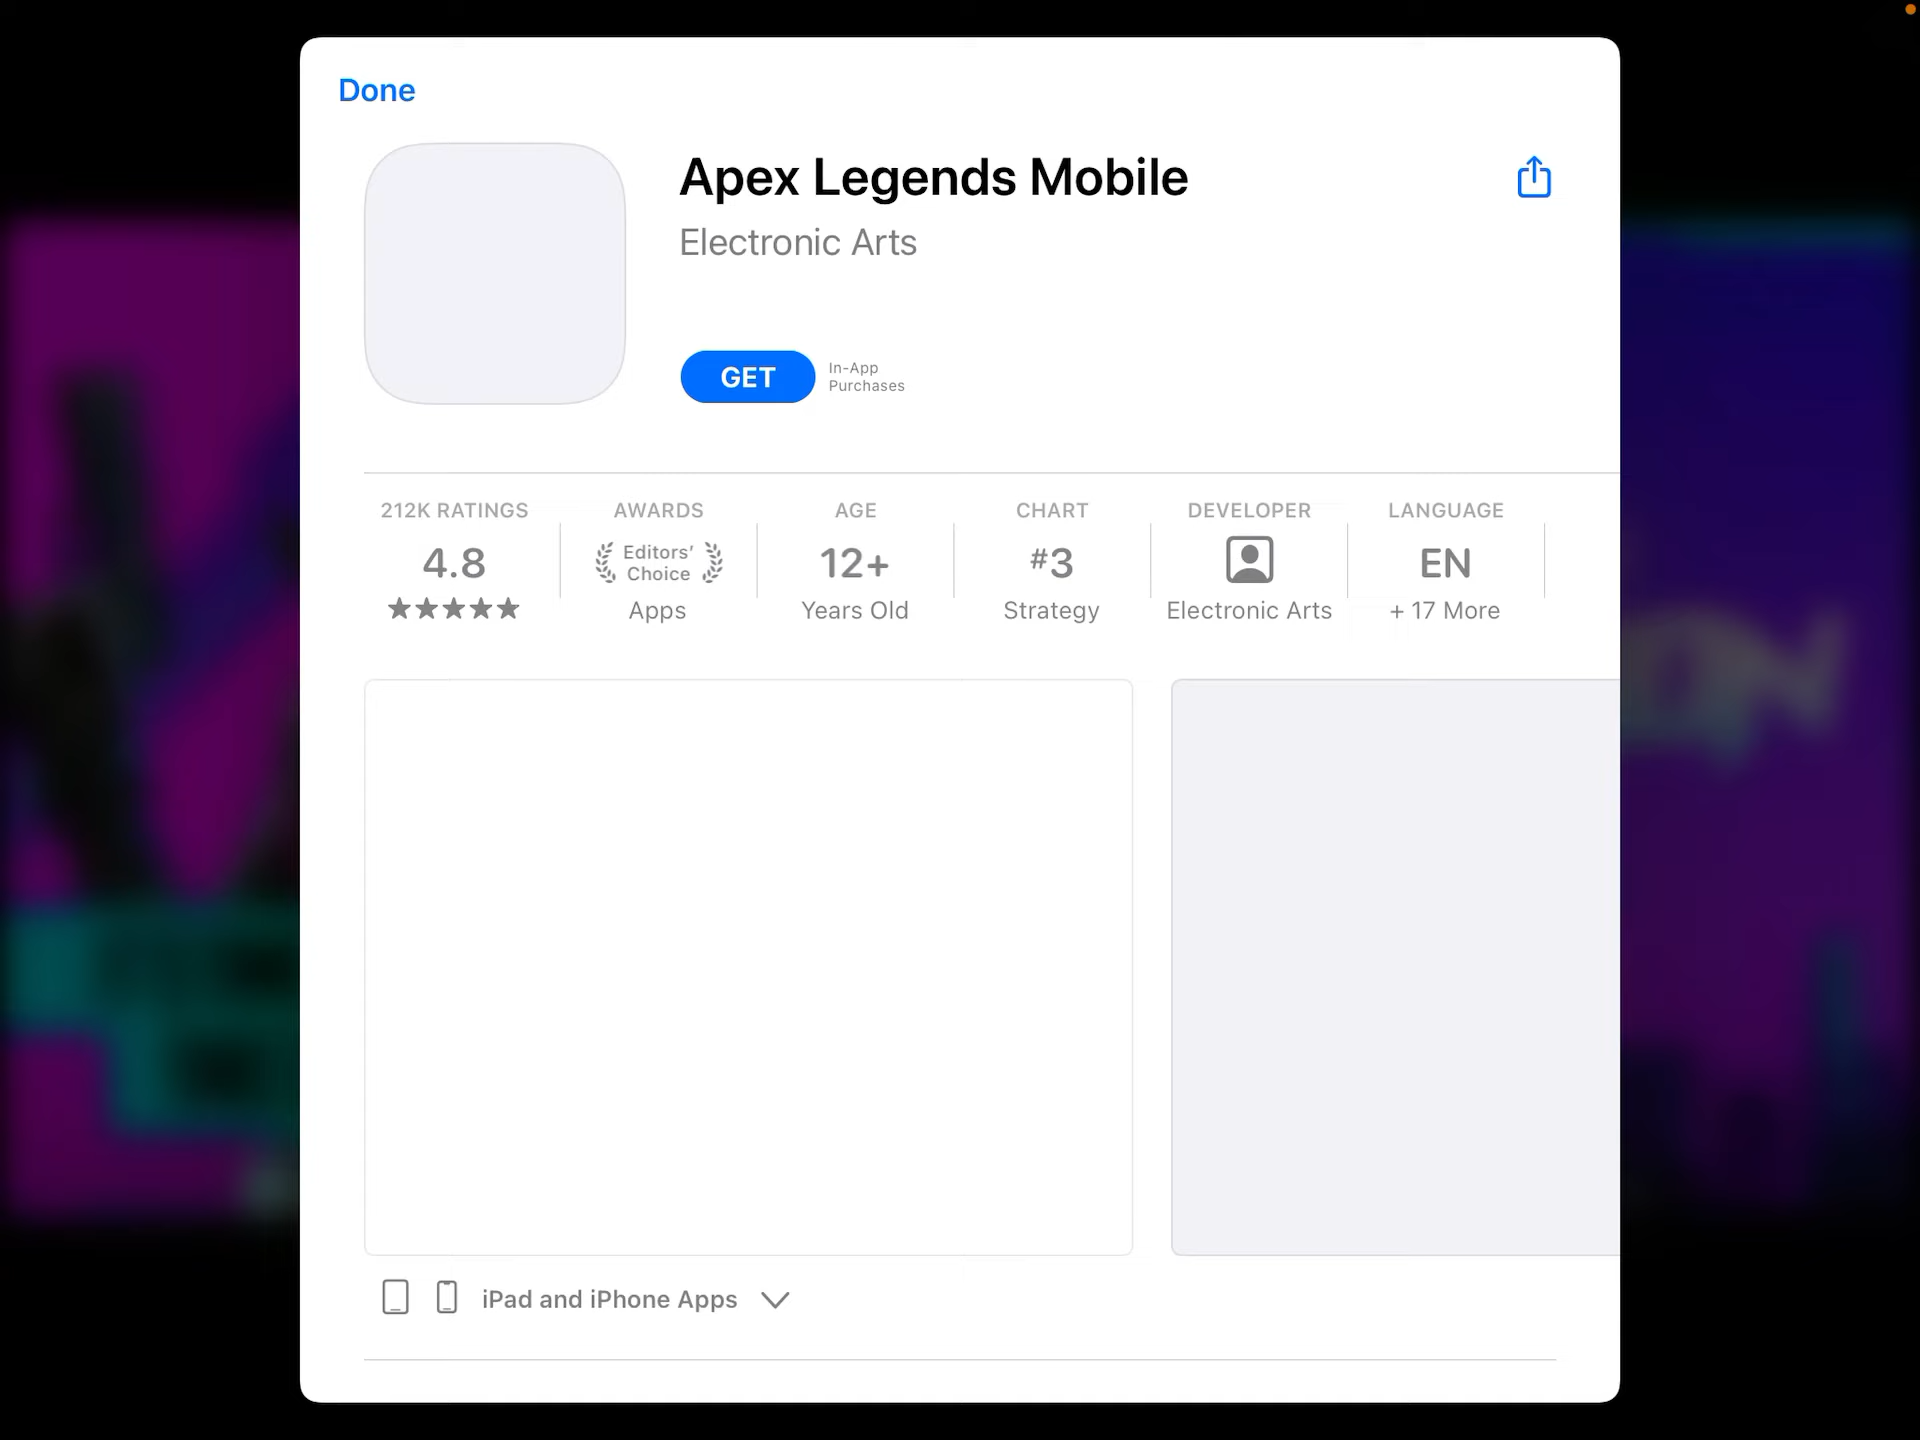 Done
Apex Legends Mobile
Electronic Arts
GET
In-App
Purchases
212K RATINGS
4.8
AWARDS
Editors’
Choice
Apps
AGE
12+
Years Old
CHART
#3
Strategy
DEVELOPER
Electronic Arts
LANGUAGE
EN
+ 17 More
iPad and iPhone Apps